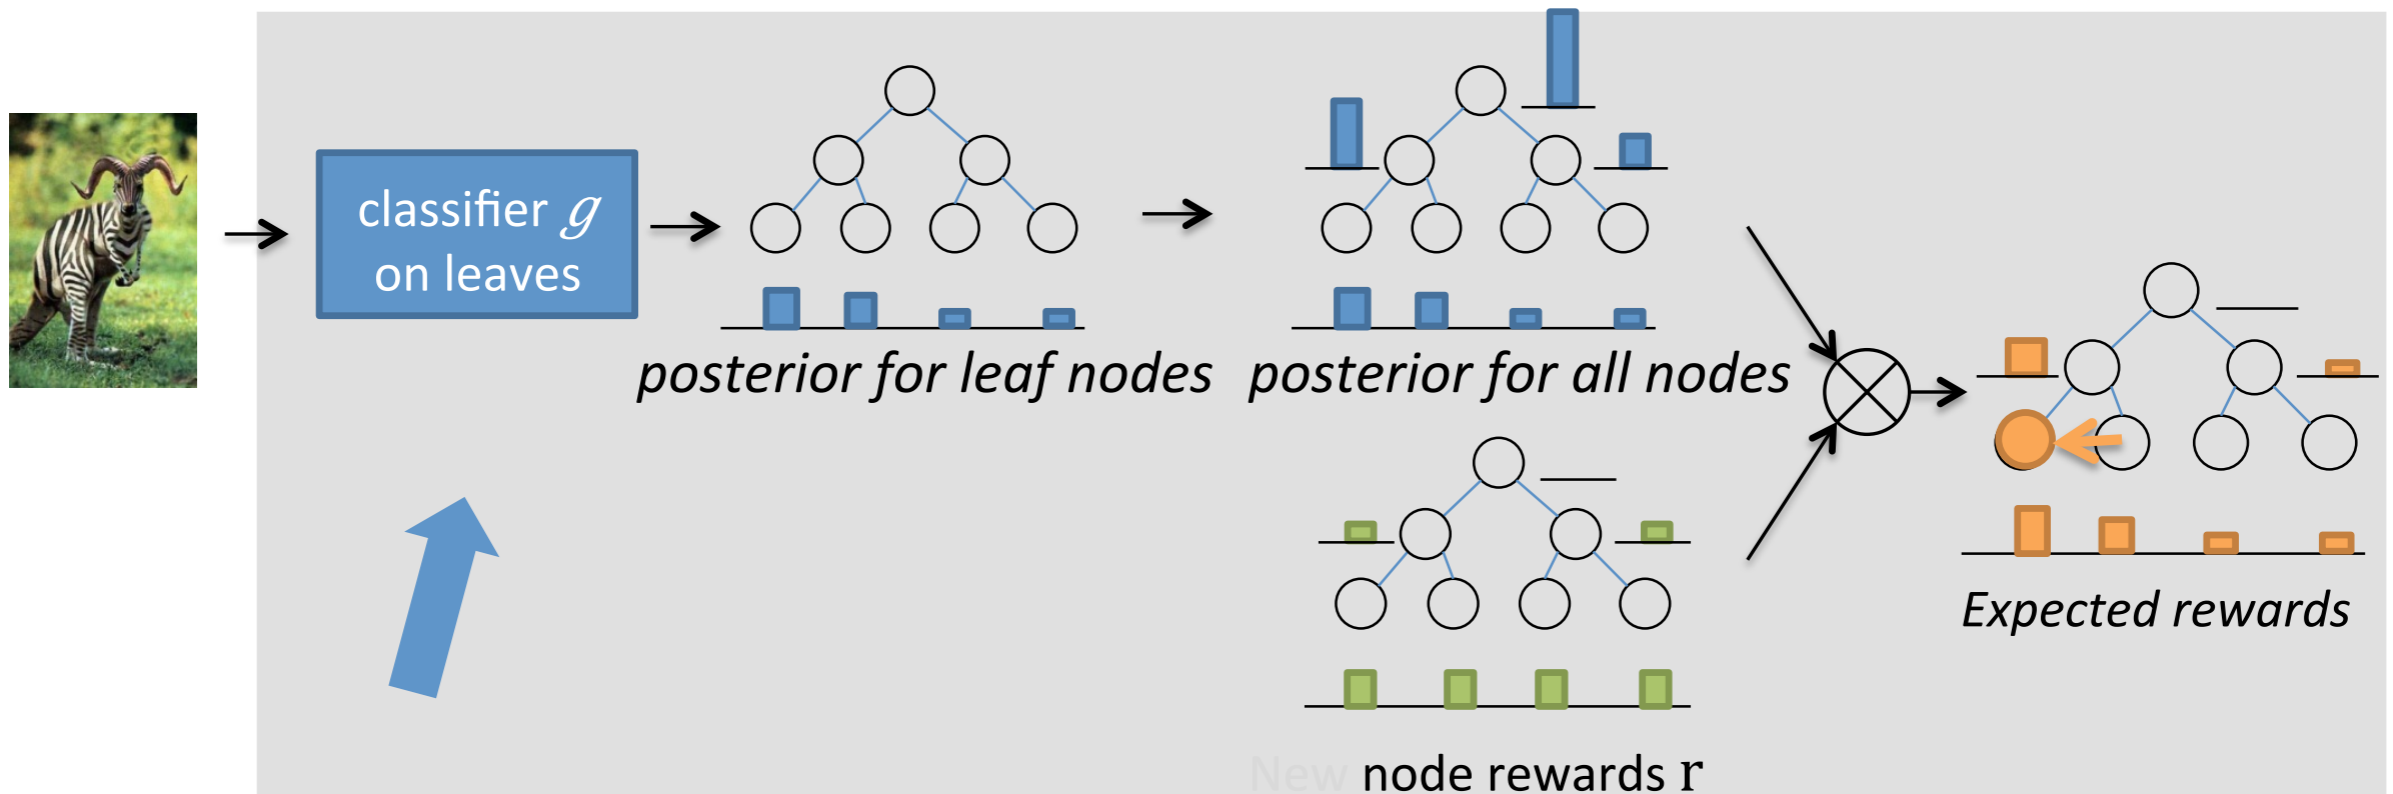 classifier g
on leaves
posterior for leaf nodes
posterior for all nodes
New node rewards r
Expected rewards